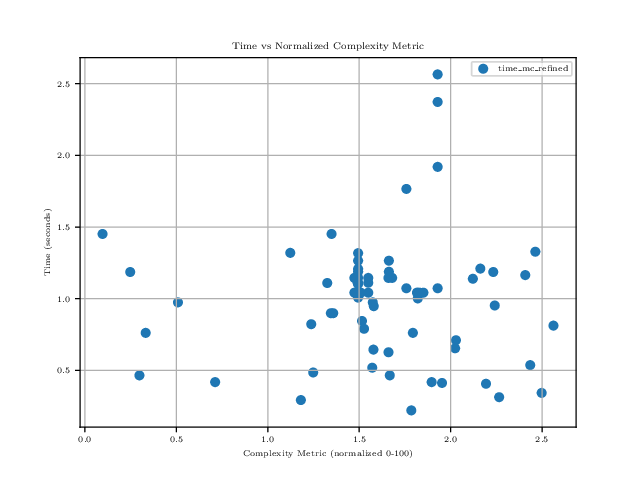 Time vs Normalized Complexity Metric
time_mc_refined
2.5
2.0
1.5
1.0
0.5
Time (seconds)
0.0 0.5 1.0 1.5 2.0 2.5
Complexity Metric (normalized 0-100)